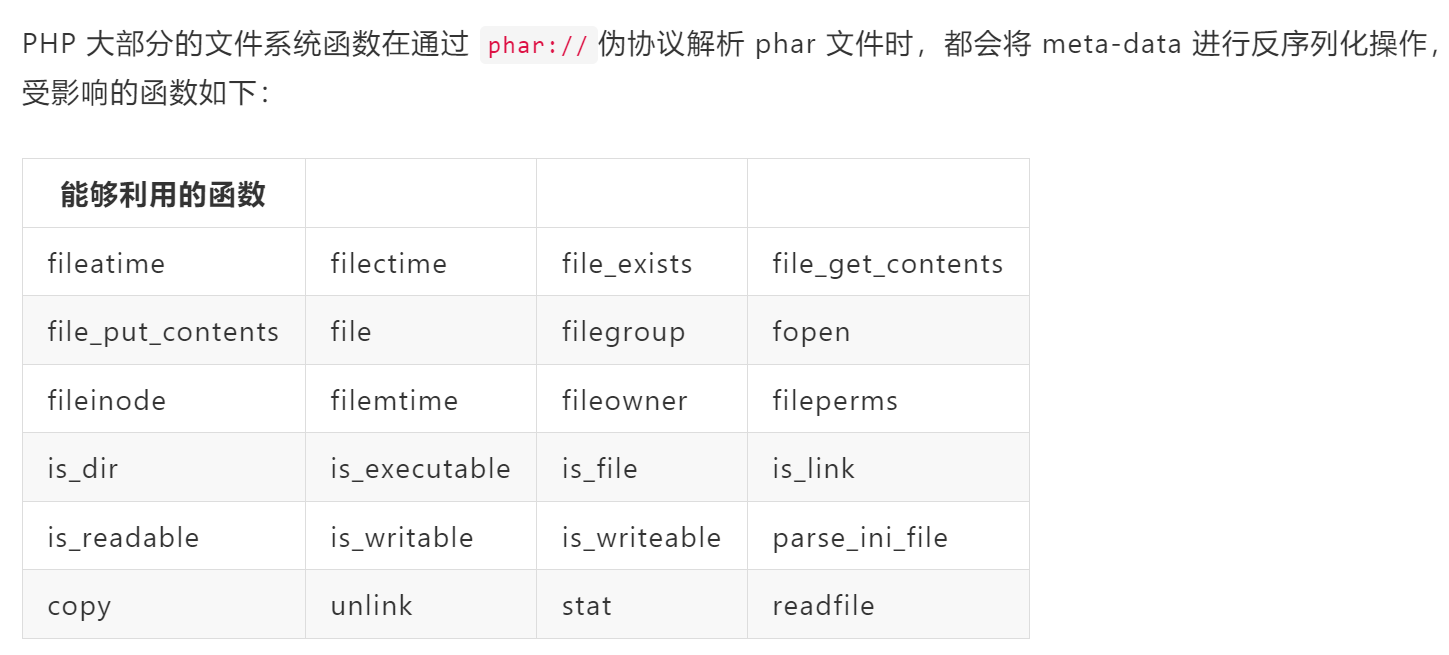 PHP 大部分的文件系统函数在通过 phar:// 伪协议解析 phar 文件时，都会将 meta-data 进行反序列化操作，
受影响的函数如下：
能够利用的函数
fileatime filectime file_exists file_get_contents
file_put_contents file filegroup fopen
fileinode filemtime fileowner fileperms
is_dir is_executable is_file is_link
is_readable is_writable is_writeable parse_ini_file
copy unlink stat readfile